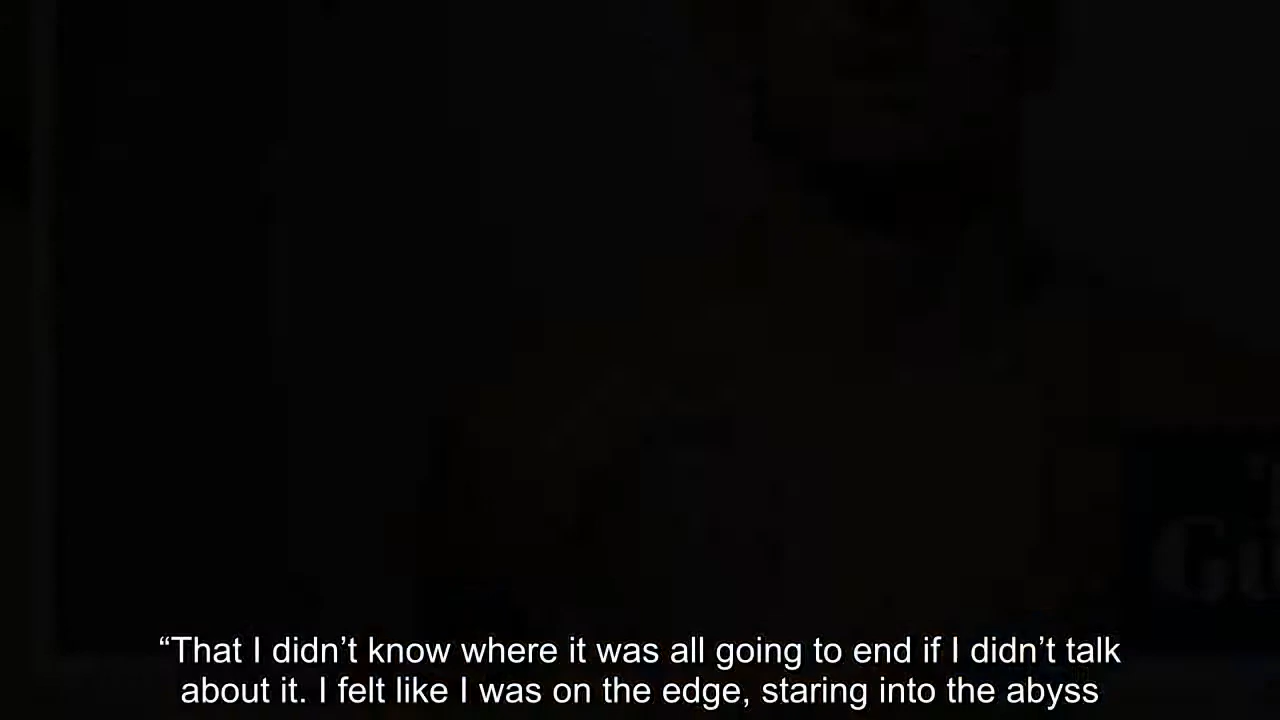 “That I didn’t know where it was all going to end if I didn’t talk
about it. I felt like I was on the edge, staring into the abyss